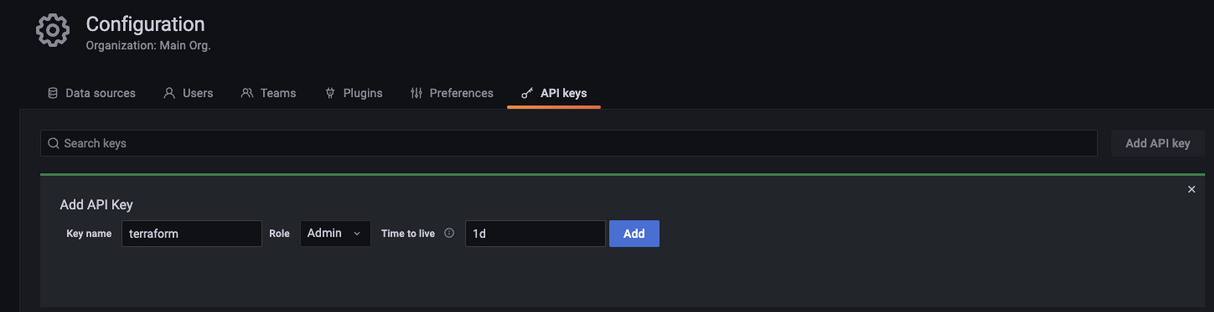 Configuration
Organization: Main Org.
Data sources Users Teams Plugins Preferences API keys
Search keys Add API key
Add API Key
Key name terraform Role Admin Time to live 1d Add